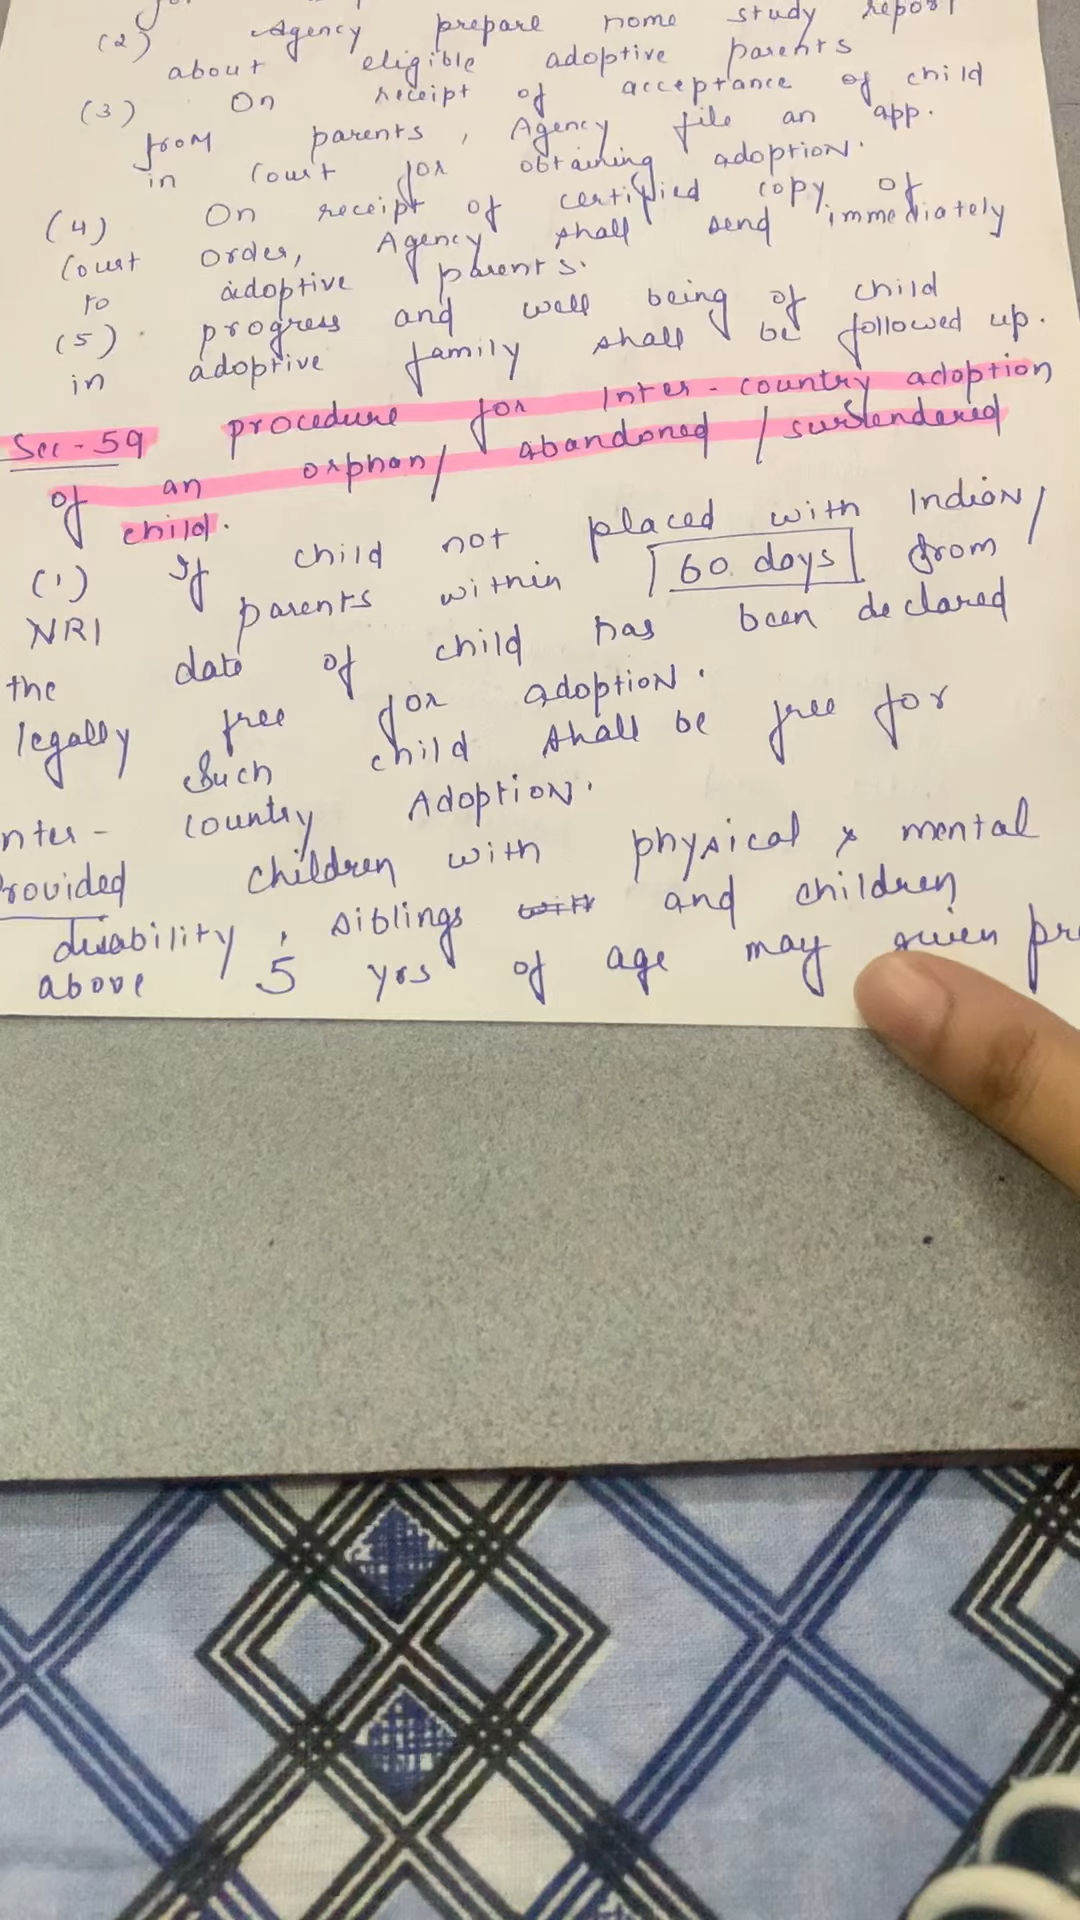 (2) Agency prepare home study report
about eligible adoptive parents
(3) On receipt of acceptance of child
from parents, Agency file an app.
in Court for obtaining adoption.
(4) On receipt of certified copy of
Court order, Agency shall send immediately
to adoptive parents.
(5) progress and well being of child
in adoptive family shall be followed up.
Sec-59 procedure for Inter-country adoption
of an orphan/ abandoned / surrendered
child.
(1) If child not placed with Indian/
NRI parents within 60 days from
the date of child has been declared
legally free for adoption.
Such child shall be free for
nter- country Adoption.
rovided children with physical & mental
disability, siblings and children
above 5 yrs of age may given pr